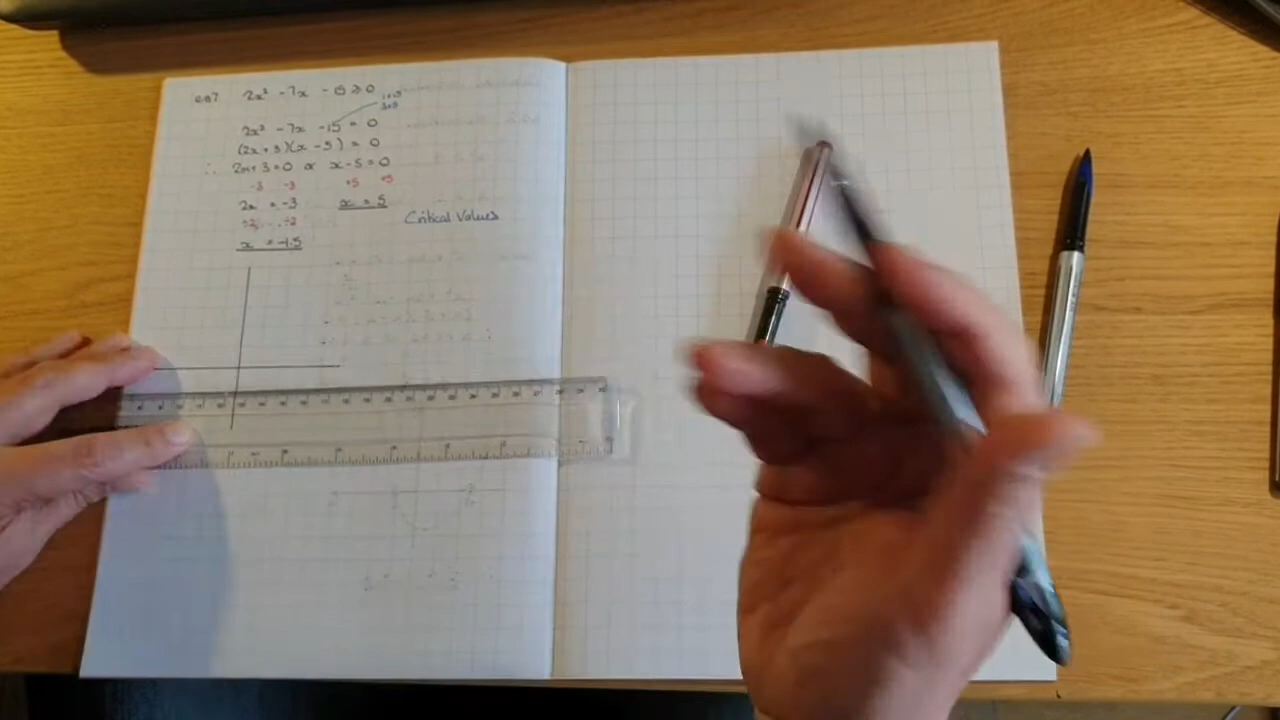 e.g.7 2x² - 7x - 15 ≥ 0
2x² - 7x - 15 = 0
(2x + 3)(x - 5) = 0
∴ 2x + 3 = 0 or x - 5 = 0
-3 -3 +5 +5
2x = -3 x = 5
÷2 ÷2 Critical Values
x = -1.5